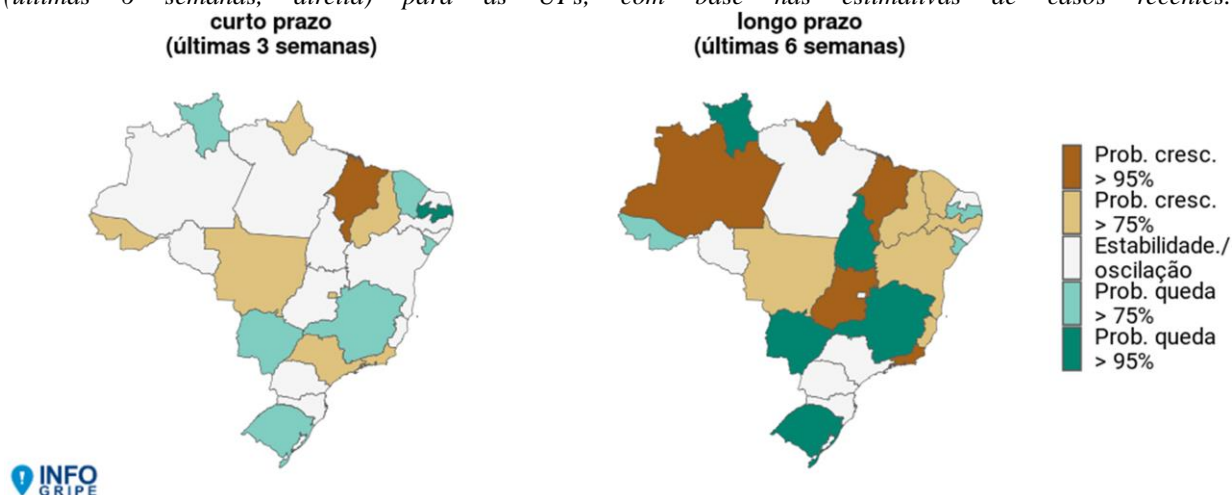 (últimas 6 semanas, direita) para as UFs, com base nas estimativas de casos recentes.
curto prazo
(últimas 3 semanas)
longo prazo
(últimas 6 semanas)
Prob. cresc.
> 95%
Prob. cresc.
> 75%
Estabilidade./
oscilação
Prob. queda
> 75%
Prob. queda
> 95%
INFO
GRIPE